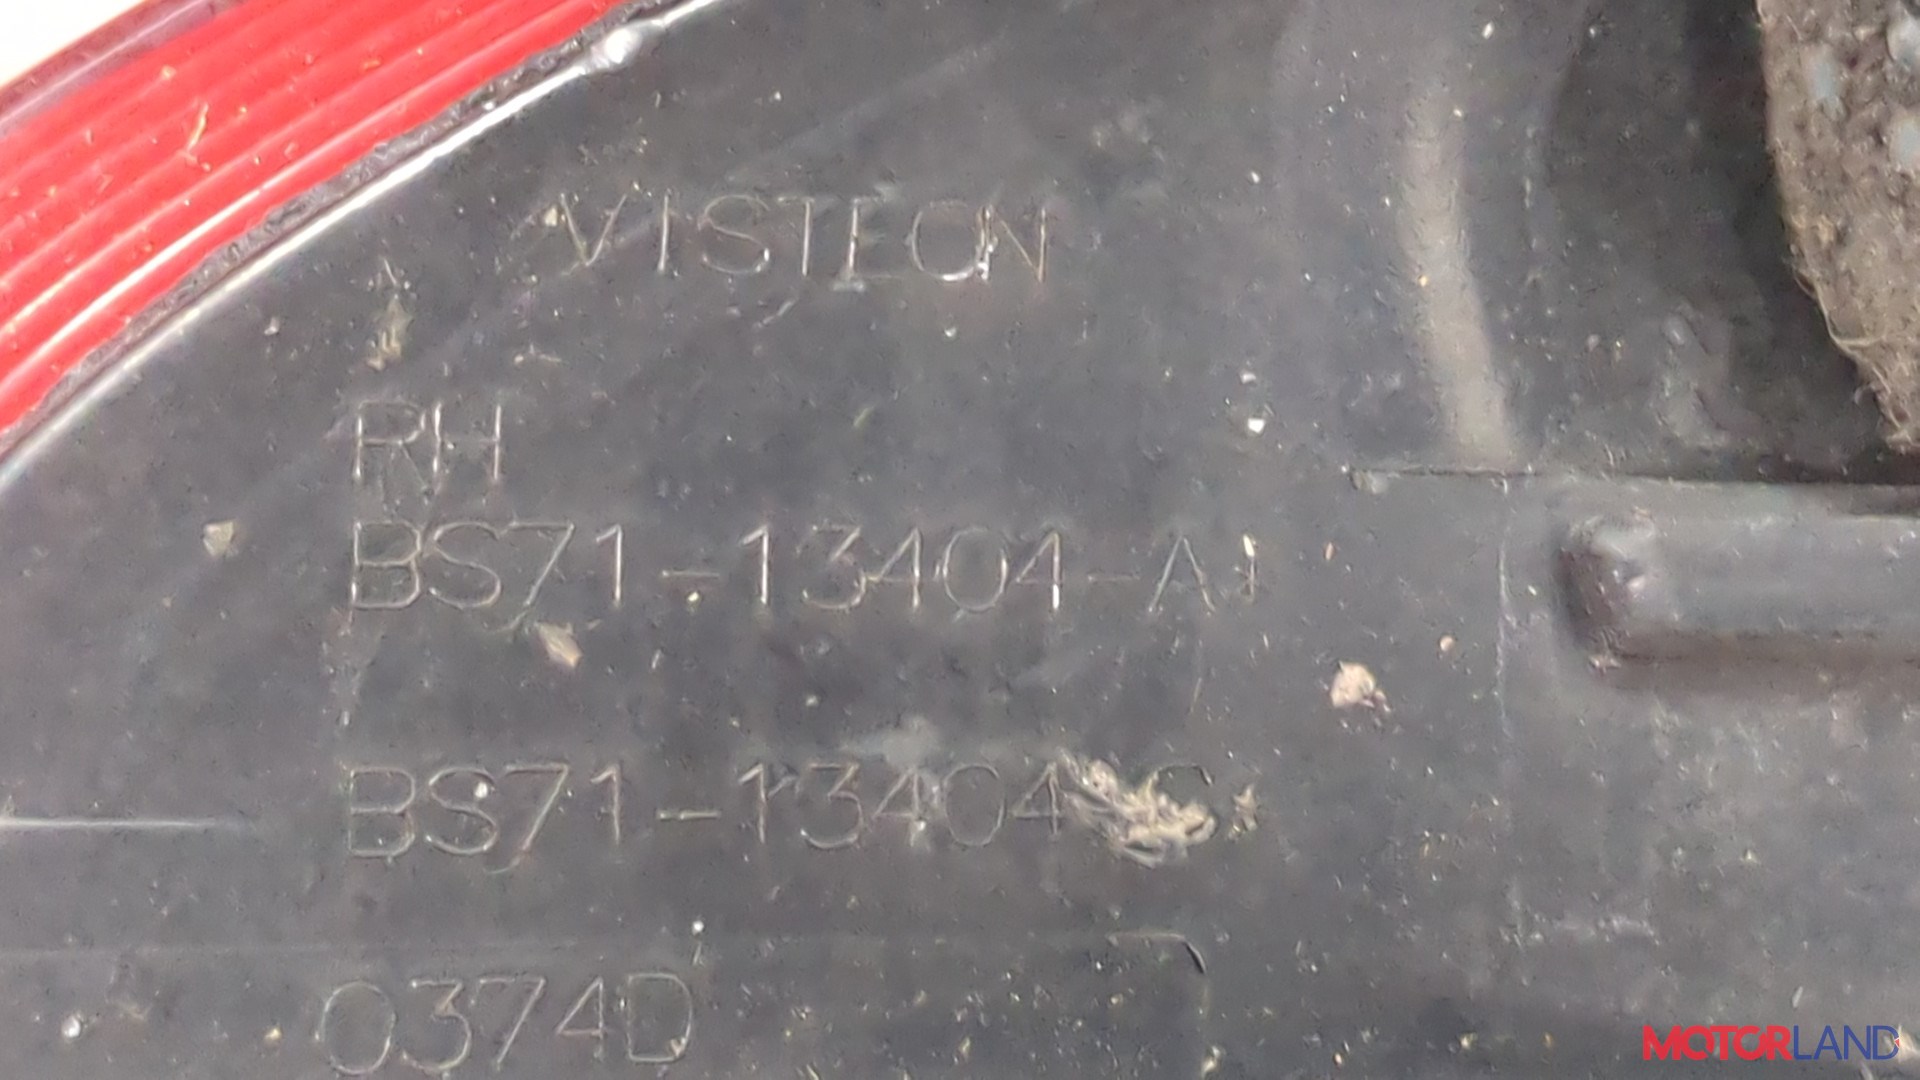 VISTEON
RH
BS71-13404-AJ
BS71-13404
0374D
MOTORLAND